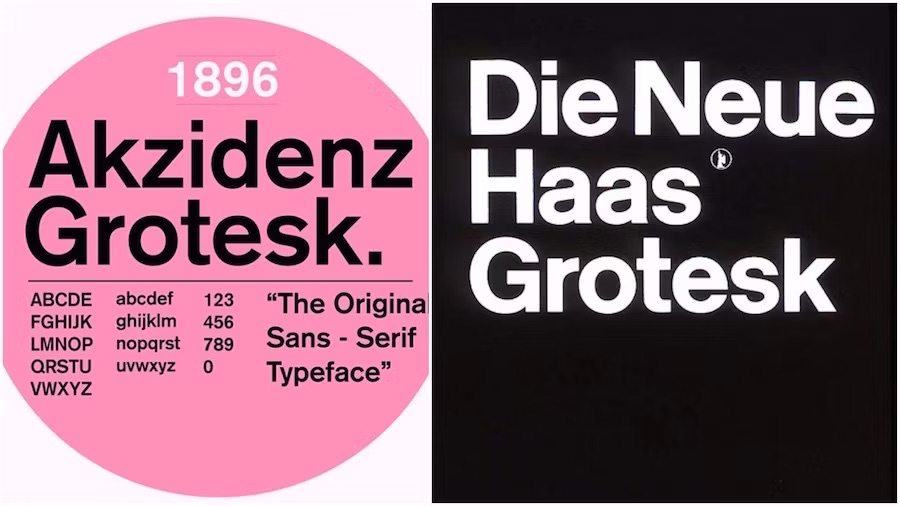 1896
Akzidenz
Grotesk.
ABCDE
FGHIJK
LMNOP
QRSTU
VWXYZ
abcdef
ghijklm
nopqrst
uvwxyz
123
456
789
0
“The Origina
Sans - Serif
Typeface”
Die Neue
Haas
Grotesk